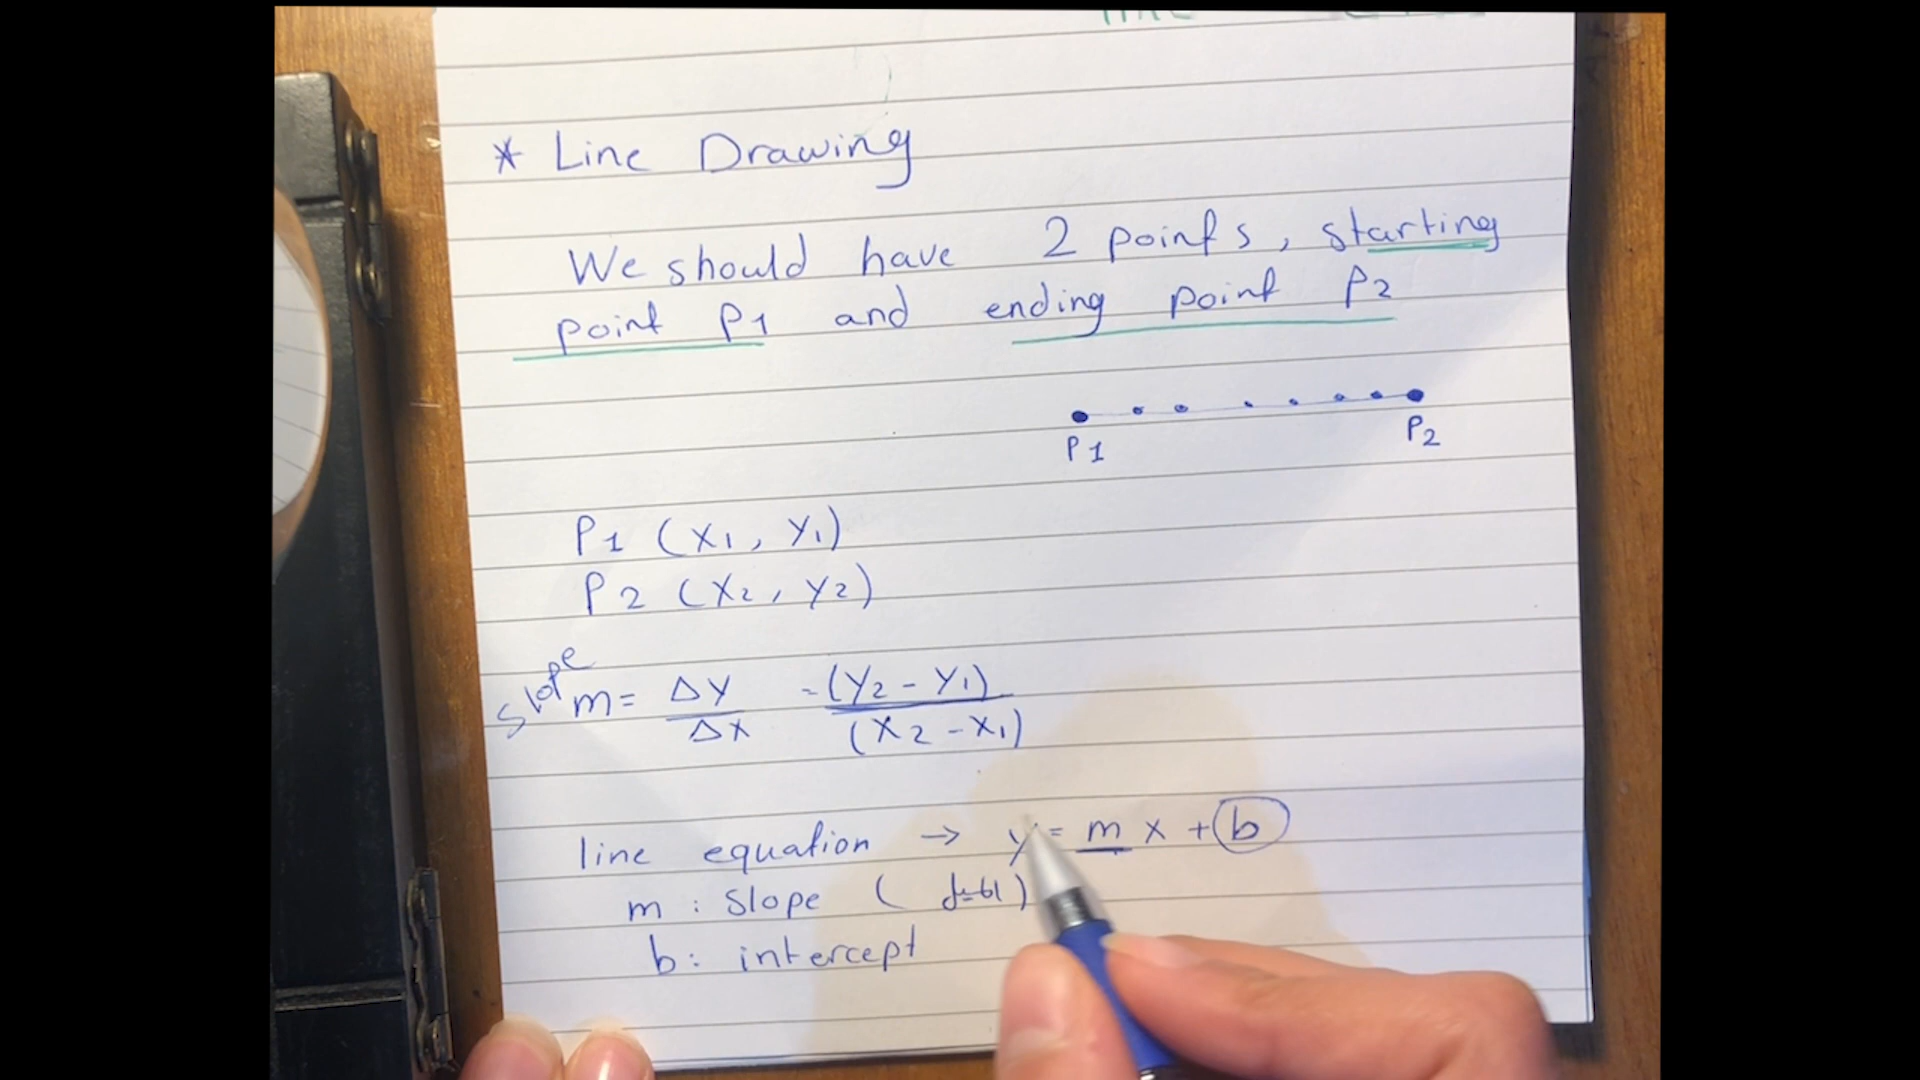 * Line Drawing
We should have 2 points, starting
point P1 and ending point P2
P1 P2
P1 (X1, Y1)
P2 (X2, Y2)
slope m = ΔY / ΔX = (Y2 - Y1) / (X2 - X1)
line equation → y = m x + b
m : Slope ( الميل )
b : intercept